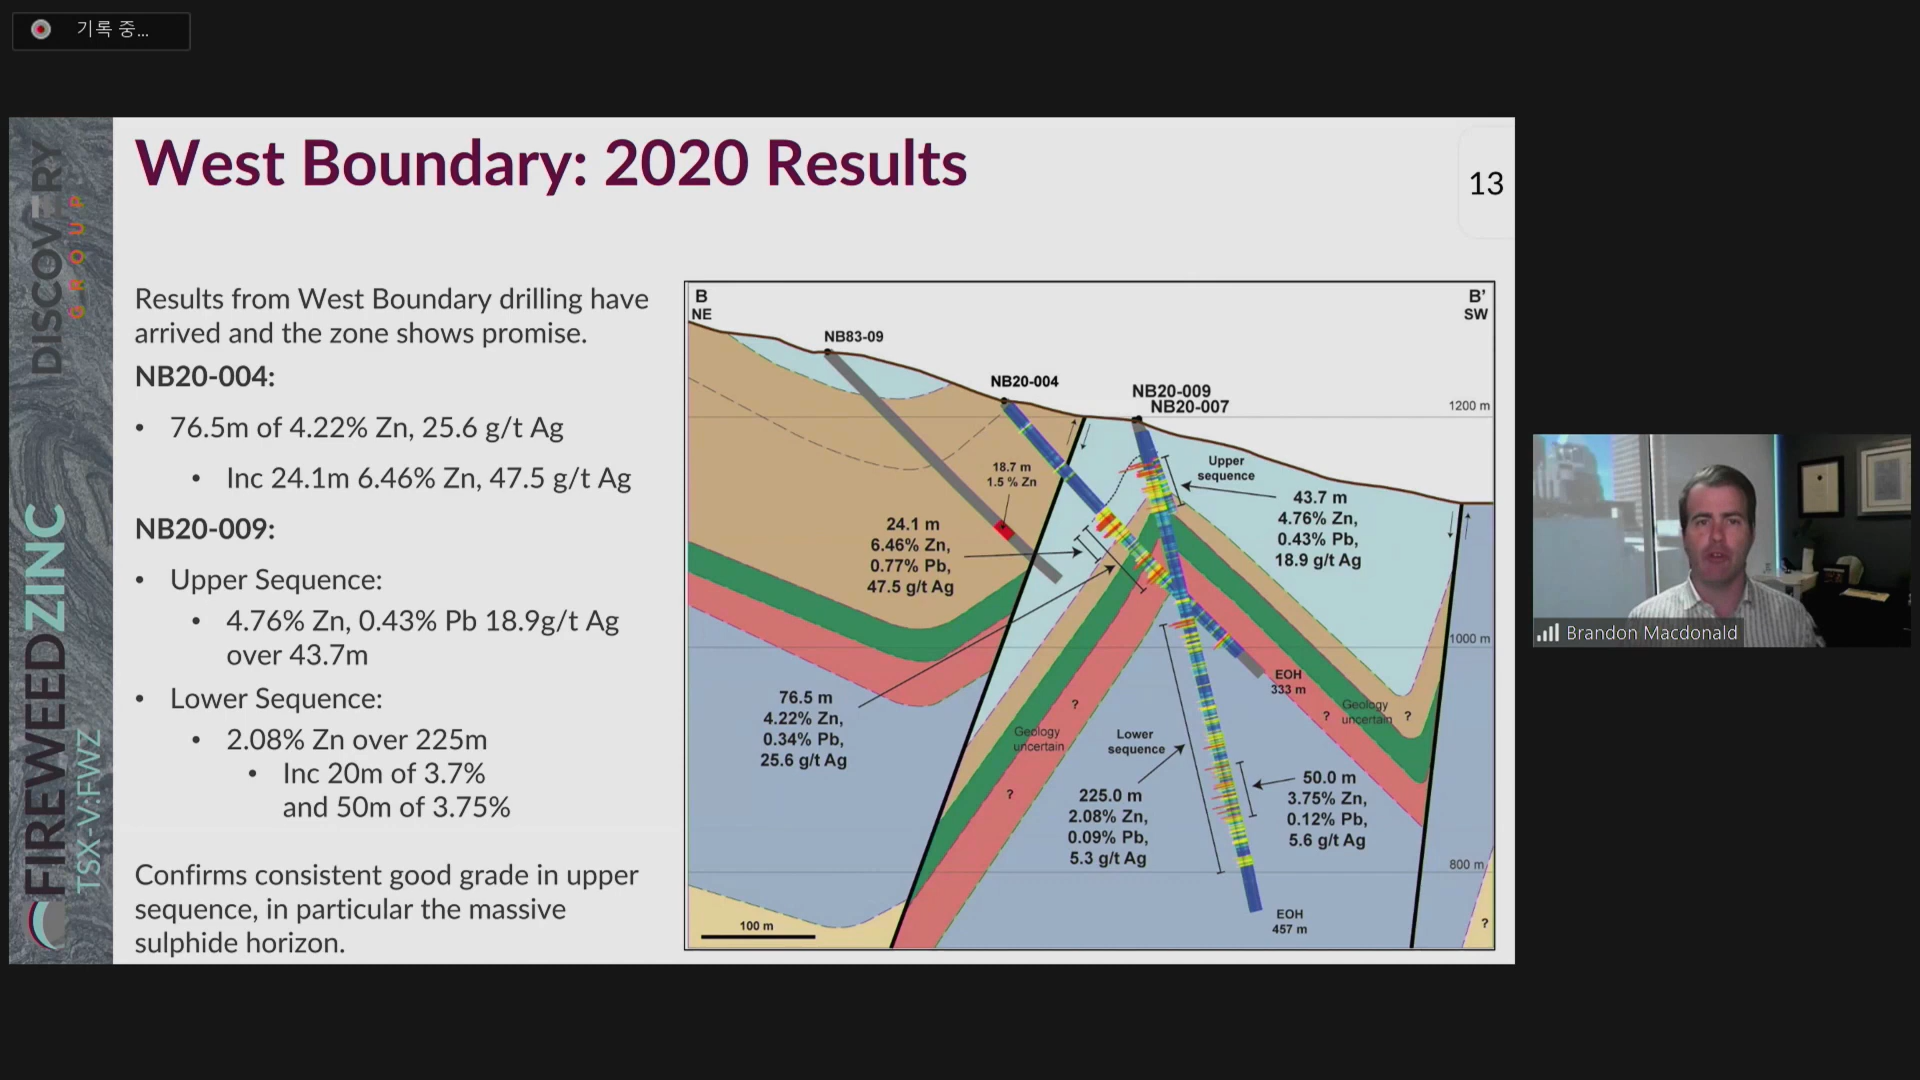 기록 중...
DISCOVERY
GROUP
FIREWEEDZINC
TSX-V:FWZ
West Boundary: 2020 Results
13
Results from West Boundary drilling have
arrived and the zone shows promise.
NB20-004:
• 76.5m of 4.22% Zn, 25.6 g/t Ag
• Inc 24.1m 6.46% Zn, 47.5 g/t Ag
NB20-009:
• Upper Sequence:
• 4.76% Zn, 0.43% Pb 18.9g/t Ag
over 43.7m
• Lower Sequence:
• 2.08% Zn over 225m
• Inc 20m of 3.7%
and 50m of 3.75%
Confirms consistent good grade in upper
sequence, in particular the massive
sulphide horizon.
B
NE
B'
SW
NB83-09
NB20-004
NB20-009
NB20-007
1200 m
18.7 m
1.5 % Zn
Upper
sequence
43.7 m
4.76% Zn,
0.43% Pb,
18.9 g/t Ag
24.1 m
6.46% Zn,
0.77% Pb,
47.5 g/t Ag
1000 m
EOH
333 m
76.5 m
4.22% Zn,
0.34% Pb,
25.6 g/t Ag
?
Geology
uncertain
?
?
Geology
uncertain
?
Lower
sequence
225.0 m
2.08% Zn,
0.09% Pb,
5.3 g/t Ag
50.0 m
3.75% Zn,
0.12% Pb,
5.6 g/t Ag
800 m
EOH
457 m
100 m
?
Brandon Macdonald